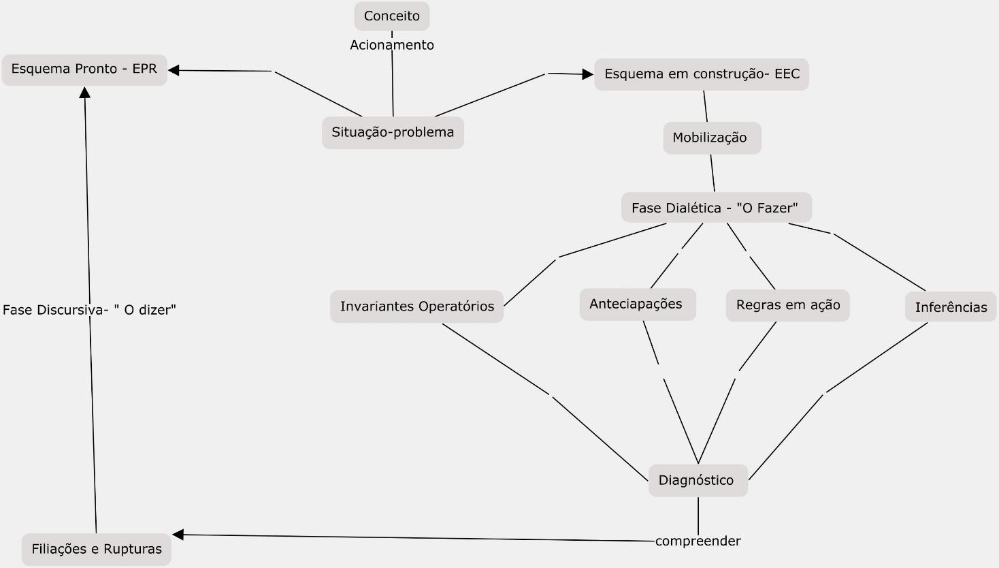 Conceito
Acionamento
Esquema Pronto - EPR
Esquema em construção- EEC
Situação-problema
Mobilização
Fase Dialética - "O Fazer"
Invariantes Operatórios
Anteciapações
Regras em ação
Inferências
Fase Discursiva- " O dizer"
Diagnóstico
compreender
Filiações e Rupturas